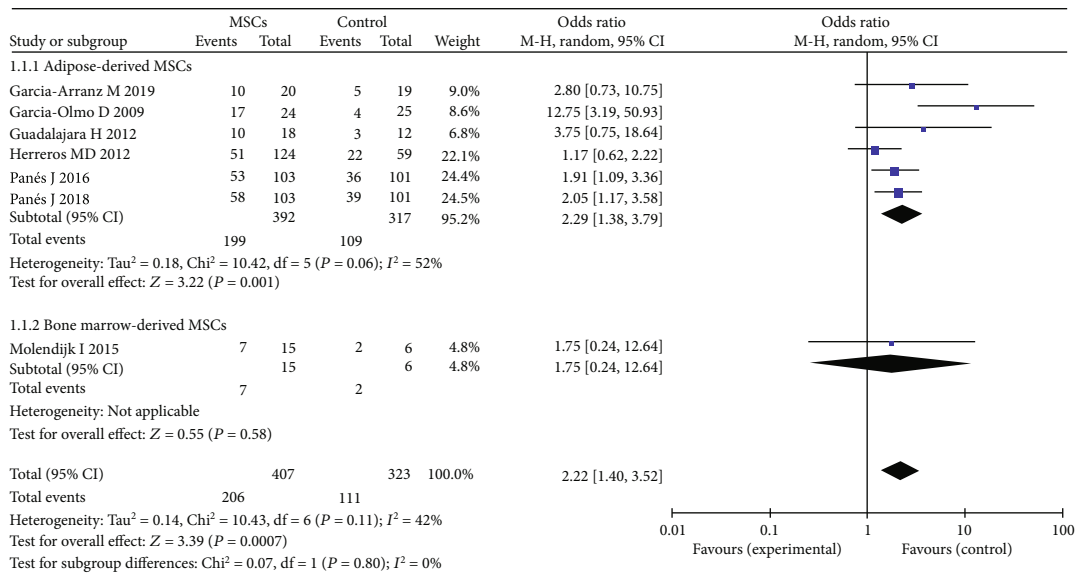 MSCs Control Odds ratio Odds ratio
Study or subgroup Events Total Events Total Weight M-H, random, 95% CI M-H, random, 95% CI
1.1.1 Adipose-derived MSCs
Garcia-Arranz M 2019 10 20 5 19 9.0% 2.80 [0.73, 10.75]
Garcia-Olmo D 2009 17 24 4 25 8.6% 12.75 [3.19, 50.93]
Guadalajara H 2012 10 18 3 12 6.8% 3.75 [0.75, 18.64]
Herreros MD 2012 51 124 22 59 22.1% 1.17 [0.62, 2.22]
Panés J 2016 53 103 36 101 24.4% 1.91 [1.09, 3.36]
Panés J 2018 58 103 39 101 24.5% 2.05 [1.17, 3.58]
Subtotal (95% CI) 392 317 95.2% 2.29 [1.38, 3.79]
Total events 199 109
Heterogeneity: Tau² = 0.18, Chi² = 10.42, df = 5 (P = 0.06); I² = 52%
Test for overall effect: Z = 3.22 (P = 0.001)
1.1.2 Bone marrow-derived MSCs
Molendijk I 2015 7 15 2 6 4.8% 1.75 [0.24, 12.64]
Subtotal (95% CI) 15 6 4.8% 1.75 [0.24, 12.64]
Total events 7 2
Heterogeneity: Not applicable
Test for overall effect: Z = 0.55 (P = 0.58)
Total (95% CI) 407 323 100.0% 2.22 [1.40, 3.52]
Total events 206 111
Heterogeneity: Tau² = 0.14, Chi² = 10.43, df = 6 (P = 0.11); I² = 42%
Test for overall effect: Z = 3.39 (P = 0.0007)
Test for subgroup differences: Chi² = 0.07, df = 1 (P = 0.80); I² = 0%
0.01 0.1 1 10 100
Favours (experimental) Favours (control)